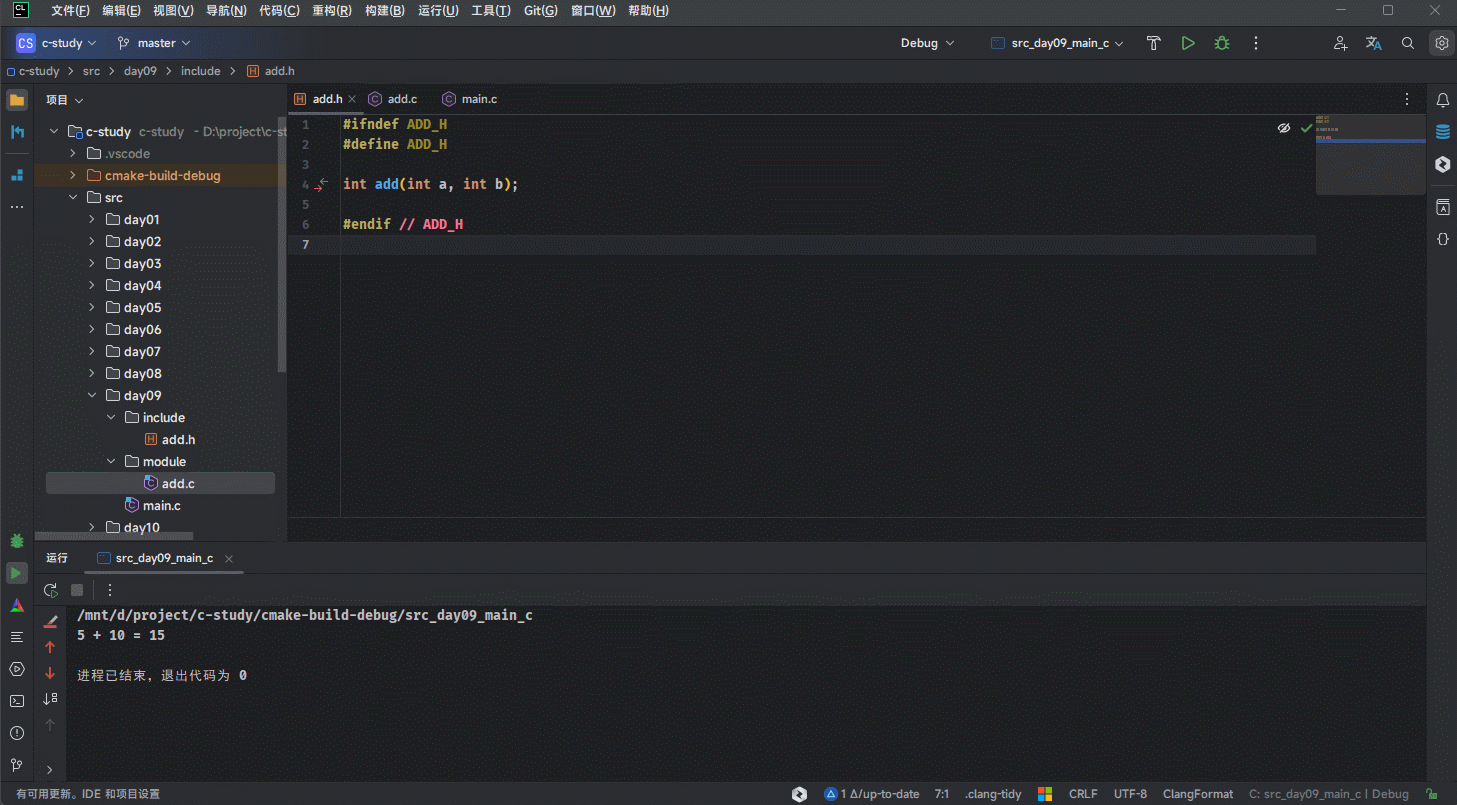 CL 文件(F) 编辑(E) 视图(V) 导航(N) 代码(C) 重构(R) 构建(B) 运行(U) 工具(T) Git(G) 窗口(W) 帮助(H)
CS c-study master Debug src_day09_main_c
c-study src day09 include H add.h
项目
H add.h C add.c C main.c
c-study c-study - D:\project\c-st
.vscode
cmake-build-debug
src
day01
day02
day03
day04
day05
day06
day07
day08
day09
include
H add.h
module
C add.c
C main.c
day10
1 #ifndef ADD_H
2 #define ADD_H
3
4 int add(int a, int b);
5
6 #endif // ADD_H
7
运行 src_day09_main_c
/mnt/d/project/c-study/cmake-build-debug/src_day09_main_c
5 + 10 = 15
进程已结束，退出代码为 0
有可用更新。IDE 和项目设置 1 Δ/up-to-date 7:1 .clang-tidy CRLF UTF-8 ClangFormat C: src_day09_main_c | Debug